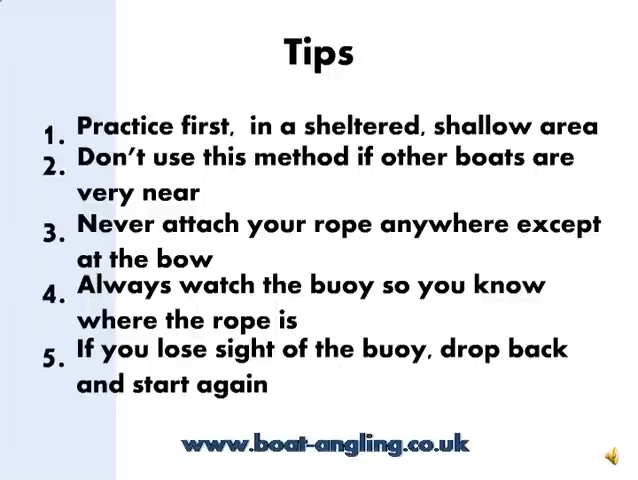 Tips
1. Practice first, in a sheltered, shallow area
2. Don't use this method if other boats are
very near
3. Never attach your rope anywhere except
at the bow
4. Always watch the buoy so you know
where the rope is
5. If you lose sight of the buoy, drop back
and start again
www.boat-angling.co.uk